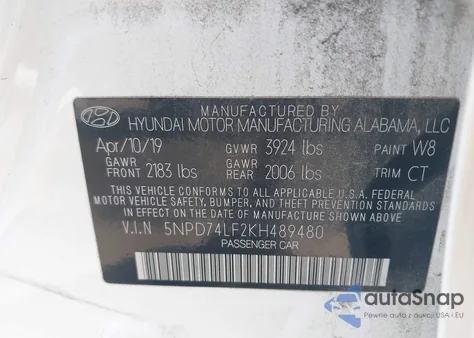 MANUFACTURED BY
HYUNDAI MOTOR MANUFACTURING ALABAMA, LLC
Apr/10/19 GVWR 3924 lbs PAINT W8
GAWR FRONT 2183 lbs GAWR REAR 2006 lbs TRIM CT
THIS VEHICLE CONFORMS TO ALL APPLICABLE U.S.A. FEDERAL
MOTOR VEHICLE SAFETY, BUMPER, AND THEFT PREVENTION
STANDARDS IN EFFECT ON THE DATE OF MANUFACTURE SHOWN ABOVE.
V.I.N 5NPD74LF2KH489480
PASSENGER CAR
autoSnap
Pewne auta z USA i EU